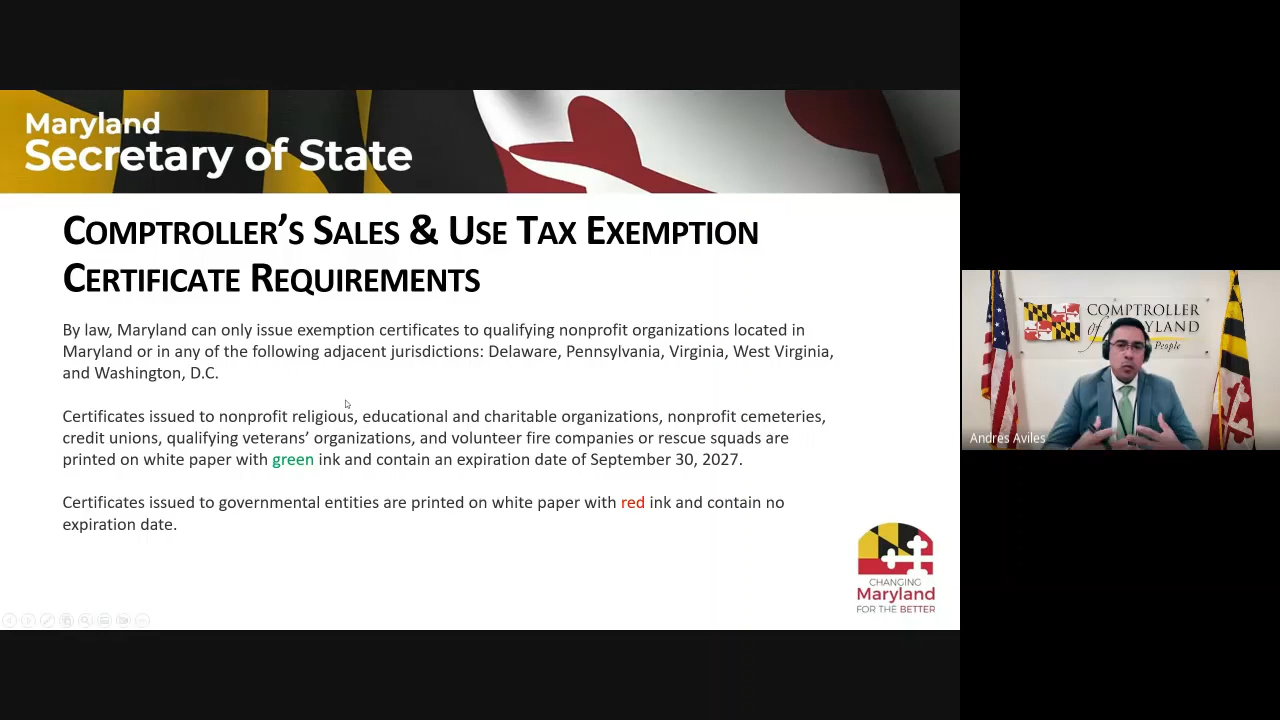 Maryland
Secretary of State
COMPTROLLER'S SALES & USE TAX EXEMPTION
CERTIFICATE REQUIREMENTS
By law, Maryland can only issue exemption certificates to qualifying nonprofit organizations located in
Maryland or in any of the following adjacent jurisdictions: Delaware, Pennsylvania, Virginia, West Virginia,
and Washington, D.C.
Certificates issued to nonprofit religious, educational and charitable organizations, nonprofit cemeteries,
credit unions, qualifying veterans' organizations, and volunteer fire companies or rescue squads are
printed on white paper with green ink and contain an expiration date of September 30, 2027.
Certificates issued to governmental entities are printed on white paper with red ink and contain no
expiration date.
CHANGING
Maryland
FOR THE BETTER
COMPTROLLER
of YLAND
People
Andres Aviles